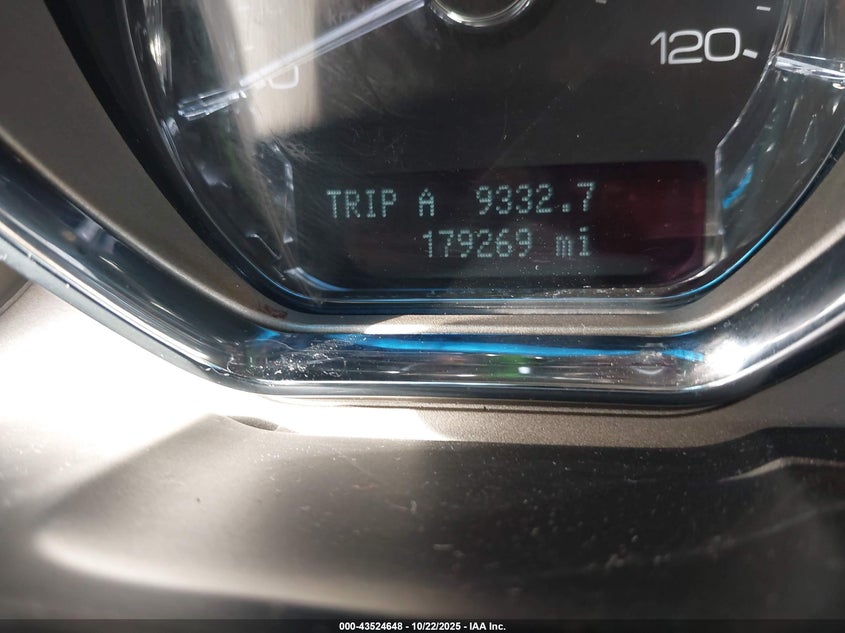 120
TRIP A 9332.7
179269 mi
000-43524648 - 10/22/2025 - IAA Inc.